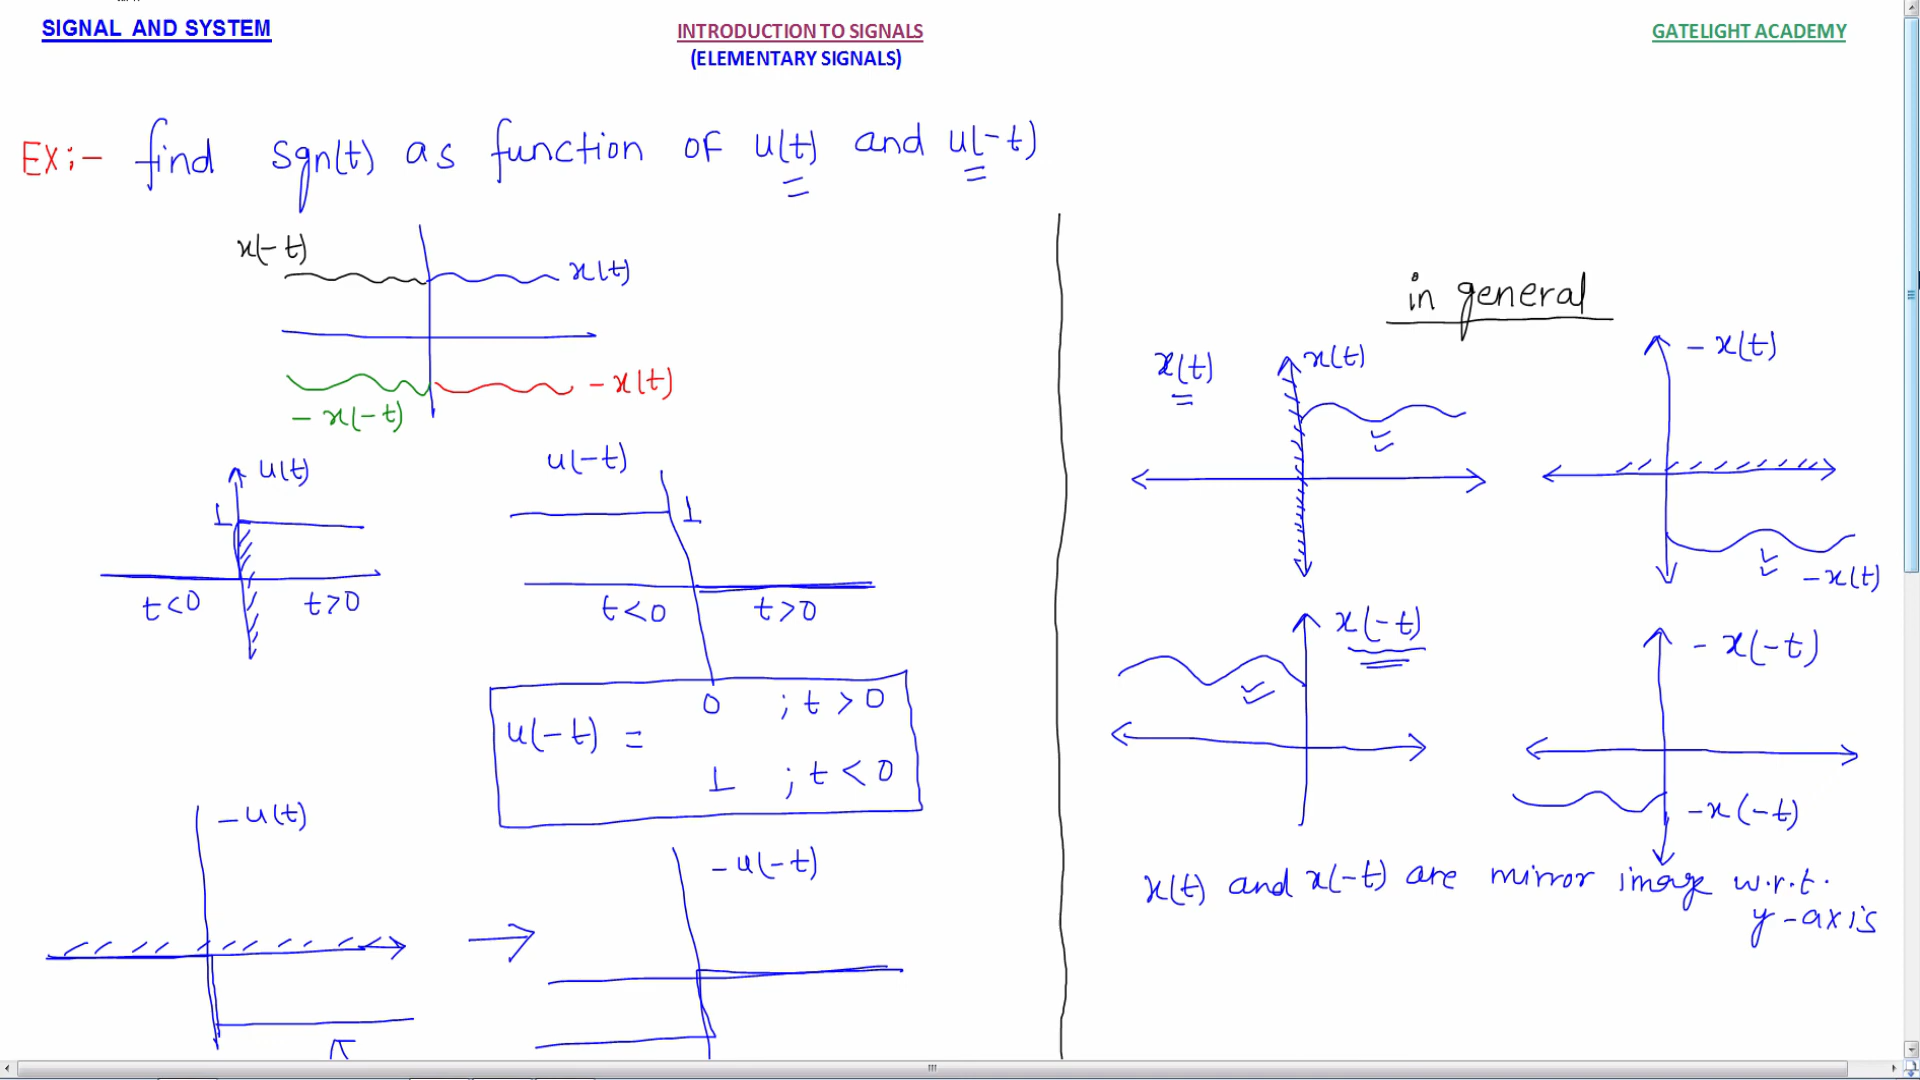 SIGNAL AND SYSTEM
INTRODUCTION TO SIGNALS
(ELEMENTARY SIGNALS)
GATELIGHT ACADEMY
EX:- find sgn(t) as function of u(t) and u(-t)
x(-t)
x(t)
-x(t)
-x(-t)
u(t)
1
t<0
t>0
u(-t)
1
t<0
t>0
u(-t) =
0 ; t > 0
1 ; t < 0
-u(t)
-u(-t)
in general
x(t)
x(t)
-x(t)
-x(t)
x(-t)
-x(-t)
-x(-t)
x(t) and x(-t) are mirror image w.r.t.
y-axis